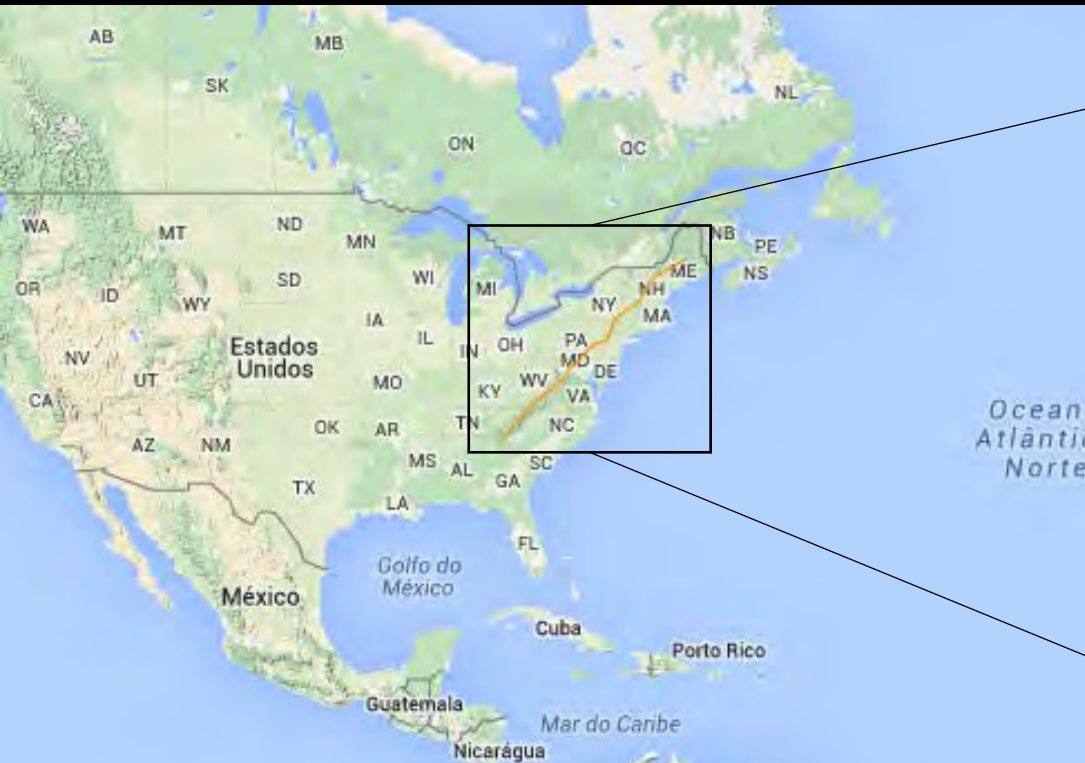 AB
MB
SK
NL
ON
QC
WA
MT
ND
MN
NB
PE
OR
ID
WY
SD
WI
MI
ME
NS
NH
NY
MA
IA
IL
IN
OH
PA
Estados
Unidos
MD
NV
UT
MO
KY
WV
DE
VA
CA
OK
AR
TN
NC
AZ
NM
MS
AL
SC
GA
TX
LA
FL
Ocean
Atlântic
Norte
Golfo do
México
México
Cuba
Porto Rico
Guatemala
Mar do Caribe
Nicarágua